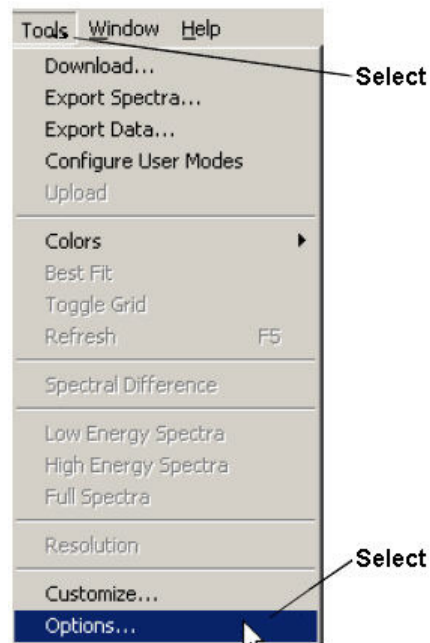 Tools Window Help
Select
Download...
Export Spectra...
Export Data...
Configure User Modes
Upload
Colors
Best Fit
Toggle Grid
Refresh F5
Spectral Difference
Low Energy Spectra
High Energy Spectra
Full Spectra
Resolution
Select
Customize...
Options...